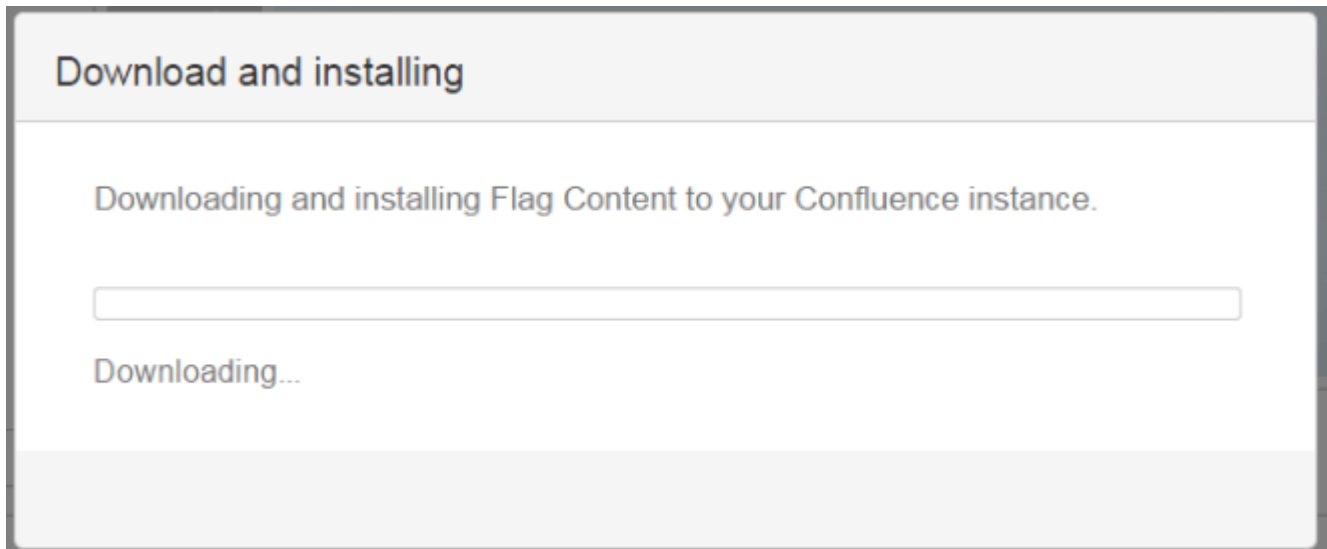 Download and installing
Downloading and installing Flag Content to your Confluence instance.
Downloading...